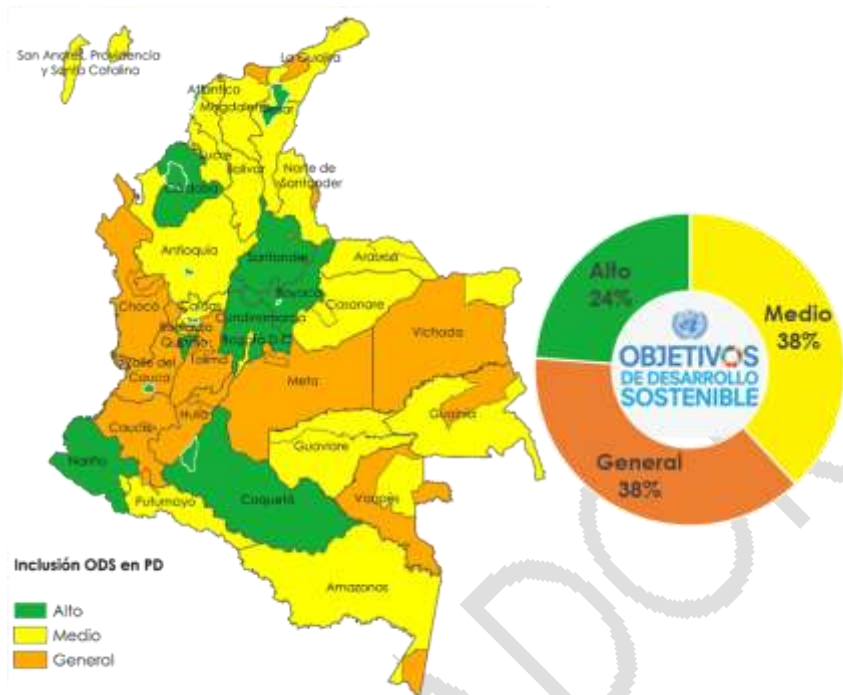 San Andres, Providencia
y Santa Catalina
La Guajira
Atlántico
Magdalena
Sucre
Bolívar
Norte de
Santander
Córdoba
Antioquia
Santander
Arauca
Boyacá
Casanare
Chocó
Caldas
Cundinamarca
Risaralda
Quindío
Bogotá D.C.
Vichada
Tolima
Valle del
Cauca
Meta
Huila
Guainía
Cauca
Guaviare
Nariño
Vaupés
Caquetá
Putumayo
Amazonas
Inclusión ODS en PD
Alto
Medio
General
Alto
24%
Medio
38%
OBJETIVOS
DE DESARROLLO
SOSTENIBLE
General
38%